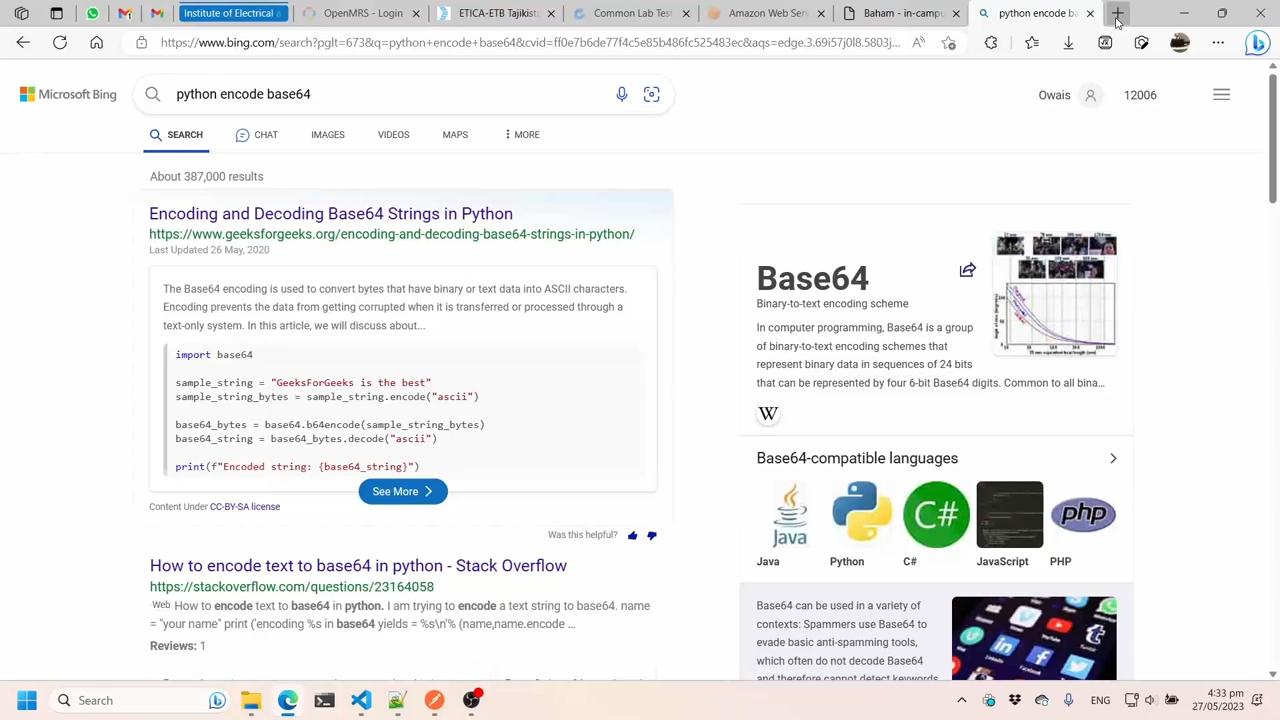 OpenMRS - Login
ETICA-ETB Tajikista
Common Lab Test
Amazon Web Servi
Baham - in-campu
python encode ba
https://www.bing.com/search?pglt=673&q=python+encode+base64&cvid=ff0e7b6de77f4c5e85b486fc525483ec&aqs=edge.3.69i57j0l8.5803j...
Microsoft Bing
python encode base64
Owais
12006
SEARCH
CHAT
IMAGES
VIDEOS
MAPS
MORE
About 387,000 results
Encoding and Decoding Base64 Strings in Python
https://www.geeksforgeeks.org/encoding-and-decoding-base64-strings-in-python/
Last Updated 26 May, 2020
The Base64 encoding is used to convert bytes that have binary or text data into ASCII characters.
Encoding prevents the data from getting corrupted when it is transferred or processed through a
text-only system. In this article, we will discuss about...
import base64
sample_string = "GeeksForGeeks is the best"
sample_string_bytes = sample_string.encode("ascii")
base64_bytes = base64.b64encode(sample_string_bytes)
base64_string = base64_bytes.decode("ascii")
print(f"Encoded string: {base64_string}")
See More
Content Under CC-BY-SA license
Was this helpful?
How to encode text to base64 in python - Stack Overflow
https://stackoverflow.com/questions/23164058
Web How to encode text to base64 in python. I am trying to encode a text string to base64. name
= "your name" print ('encoding %s in base64 yields = %s\n'% (name,name.encode ...
Reviews: 1
Base64
Binary-to-text encoding scheme
In computer programming, Base64 is a group
of binary-to-text encoding schemes that
represent binary data in sequences of 24 bits
that can be represented by four 6-bit Base64 digits. Common to all bina...
W
Base64-compatible languages
Java
C#
php
Java
Python
C#
JavaScript
PHP
Base64 can be used in a variety of
contexts: Spammers use Base64 to
evade basic anti-spamming tools,
which often do not decode Base64
and therefore cannot detect keywords
Search
ENG
4:33 pm
27/05/2023